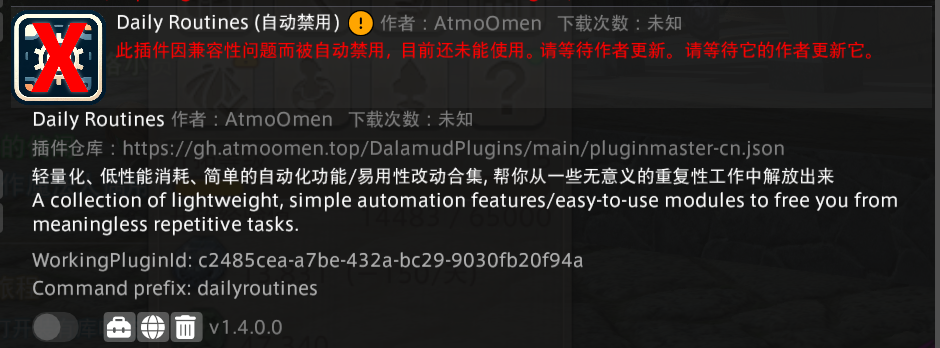 Daily Routines (自动禁用) 作者：AtmoOmen 下载次数：未知
此插件因兼容性问题而被自动禁用, 目前还未能使用。请等待作者更新。 请等待它的作者更新它。
Daily Routines 作者：AtmoOmen 下载次数：未知
插件仓库：https://gh.atmoomen.top/DalamudPlugins/main/pluginmaster-cn.json
轻量化、低性能消耗、简单的自动化功能/易用性改动合集, 帮你从一些无意义的重复性工作中解放出来
A collection of lightweight, simple automation features/easy-to-use modules to free you from
meaningless repetitive tasks.
WorkingPluginId: c2485cea-a7be-432a-bc29-9030fb20f94a
Command prefix: dailyroutines
v1.4.0.0